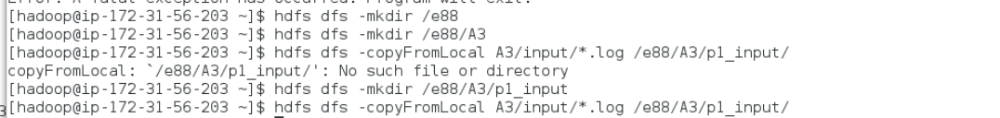 Error: A fatal exception has occurred. Program will exit.
[hadoop@ip-172-31-56-203 ~]$ hdfs dfs -mkdir /e88
[hadoop@ip-172-31-56-203 ~]$ hdfs dfs -mkdir /e88/A3
[hadoop@ip-172-31-56-203 ~]$ hdfs dfs -copyFromLocal A3/input/*.log /e88/A3/p1_input/
copyFromLocal: `/e88/A3/p1_input/': No such file or directory
[hadoop@ip-172-31-56-203 ~]$ hdfs dfs -mkdir /e88/A3/p1_input
[hadoop@ip-172-31-56-203 ~]$ hdfs dfs -copyFromLocal A3/input/*.log /e88/A3/p1_input/